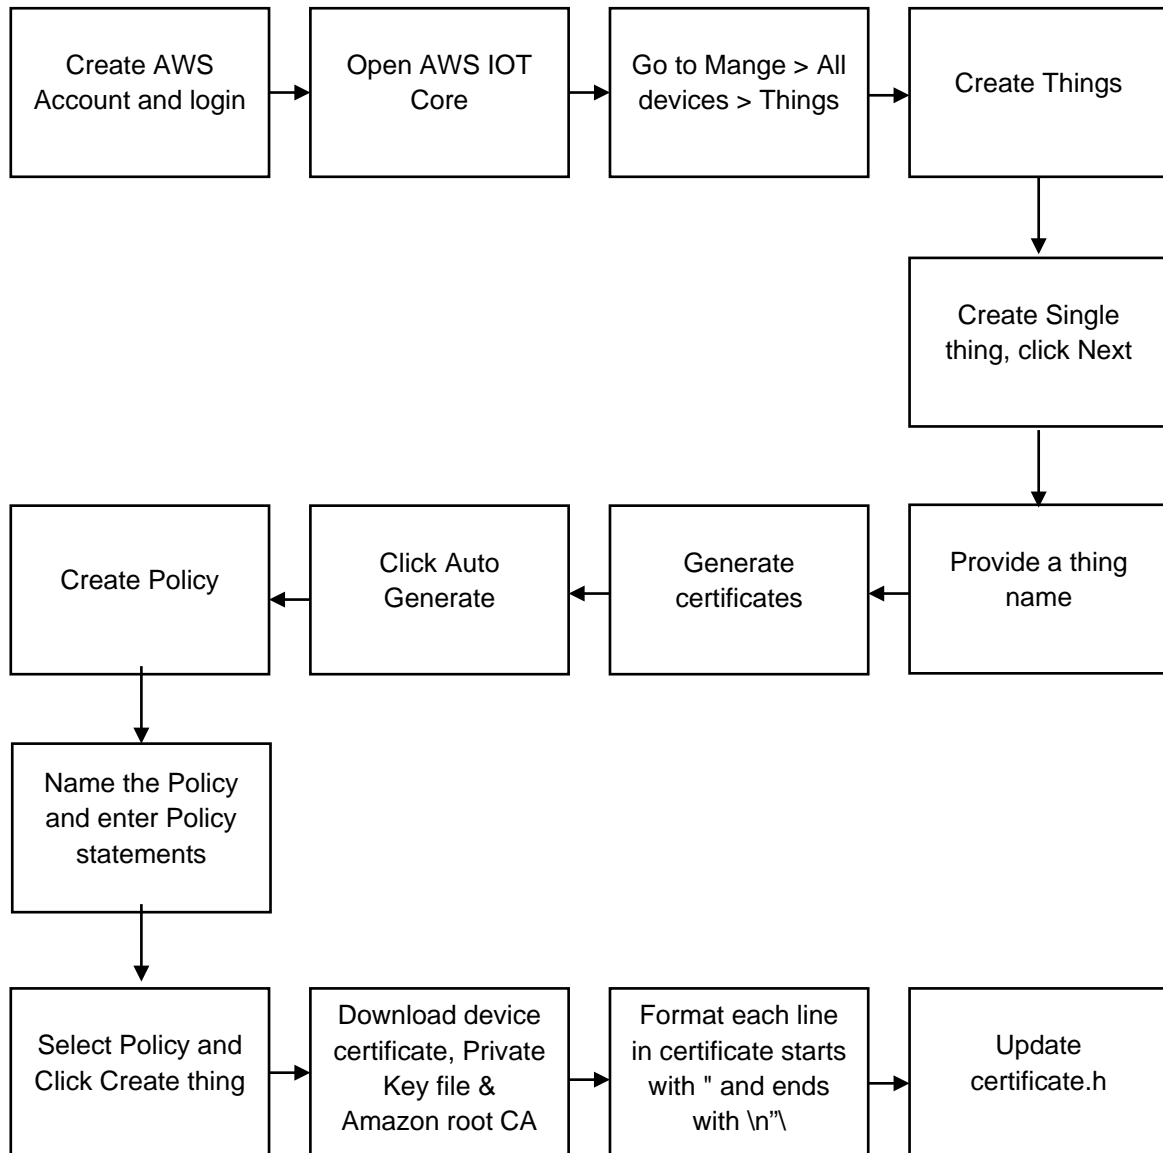 Create AWS
Account and login
Open AWS IOT
Core
Go to Mange > All
devices > Things
Create Things
Create Single
thing, click Next
Provide a thing
name
Generate
certificates
Click Auto
Generate
Create Policy
Name the Policy
and enter Policy
statements
Select Policy and
Click Create thing
Download device
certificate, Private
Key file &
Amazon root CA
Format each line
in certificate starts
with " and ends
with \n”\
Update
certificate.h